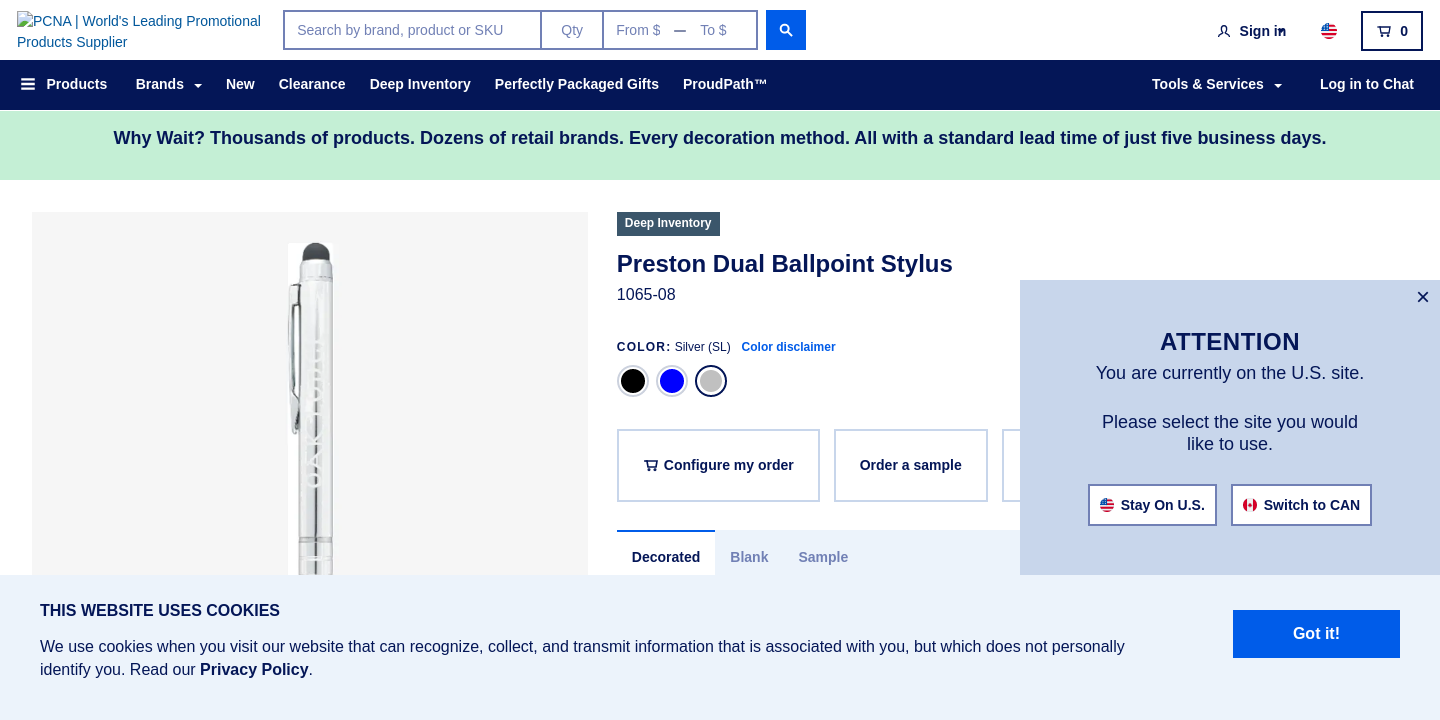 PCNA | World's Leading Promotional
Products Supplier
Search by brand, product or SKU
Qty
From $
To $
Sign in
0
Products
Brands
New
Clearance
Deep Inventory
Perfectly Packaged Gifts
ProudPath™
Tools & Services
Log in to Chat
Why Wait? Thousands of products. Dozens of retail brands. Every decoration method. All with a standard lead time of just five business days.
Deep Inventory
Preston Dual Ballpoint Stylus
1065-08
COLOR: Silver (SL) Color disclaimer
Configure my order
Order a sample
Decorated
Blank
Sample
×
ATTENTION
You are currently on the U.S. site.
Please select the site you would
like to use.
Stay On U.S.
Switch to CAN
THIS WEBSITE USES COOKIES
We use cookies when you visit our website that can recognize, collect, and transmit information that is associated with you, but which does not personally
identify you. Read our Privacy Policy.
Got it!